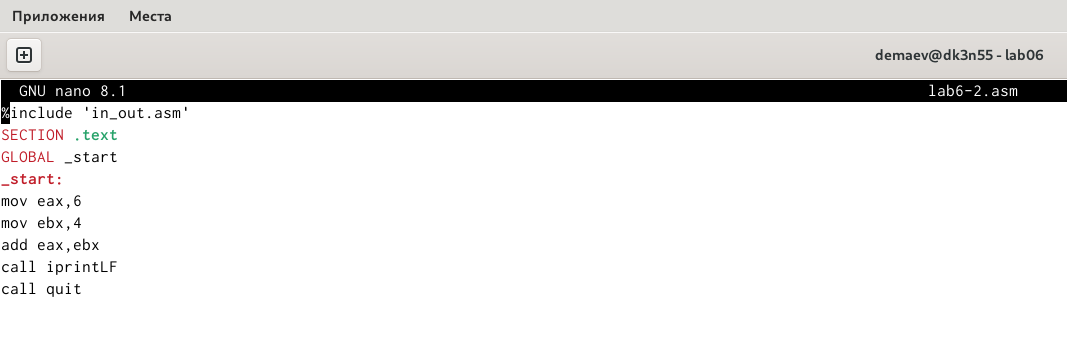 Приложения Места
demaev@dk3n55 - lab06
GNU nano 8.1 lab6-2.asm
%include 'in_out.asm'
SECTION .text
GLOBAL _start
_start:
mov eax,6
mov ebx,4
add eax,ebx
call iprintLF
call quit